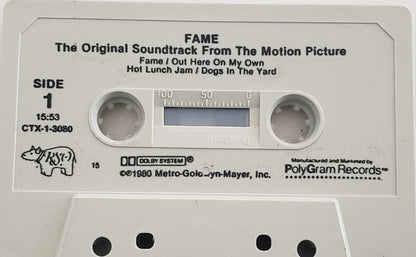 FAME
The Original Soundtrack From The Motion Picture
Fame / Out Here On My Own
Hot Lunch Jam / Dogs In The Yard
SIDE
1
15:53
CTX-1-3080
100 50 0
RSO
15
DOLBY SYSTEM®
©℗1980 Metro-Goldwyn-Mayer, Inc.
Manufactured and Marketed by
PolyGram Records™